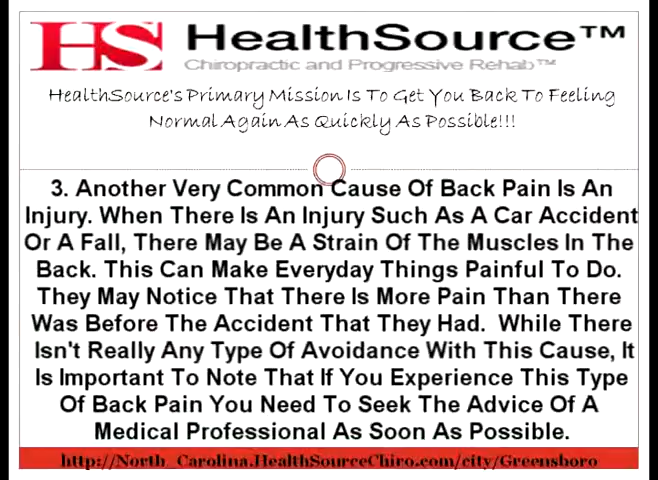 HS HealthSource™
Chiropractic and Progressive Rehab™
HealthSource's Primary Mission Is To Get You Back To Feeling
Normal Again As Quickly As Possible!!!
3. Another Very Common Cause Of Back Pain Is An
Injury. When There Is An Injury Such As A Car Accident
Or A Fall, There May Be A Strain Of The Muscles In The
Back. This Can Make Everyday Things Painful To Do.
They May Notice That There Is More Pain Than There
Was Before The Accident That They Had. While There
Isn't Really Any Type Of Avoidance With This Cause, It
Is Important To Note That If You Experience This Type
Of Back Pain You Need To Seek The Advice Of A
Medical Professional As Soon As Possible.
http://North_Carolina.HealthSourceChiro.com/city/Greensboro